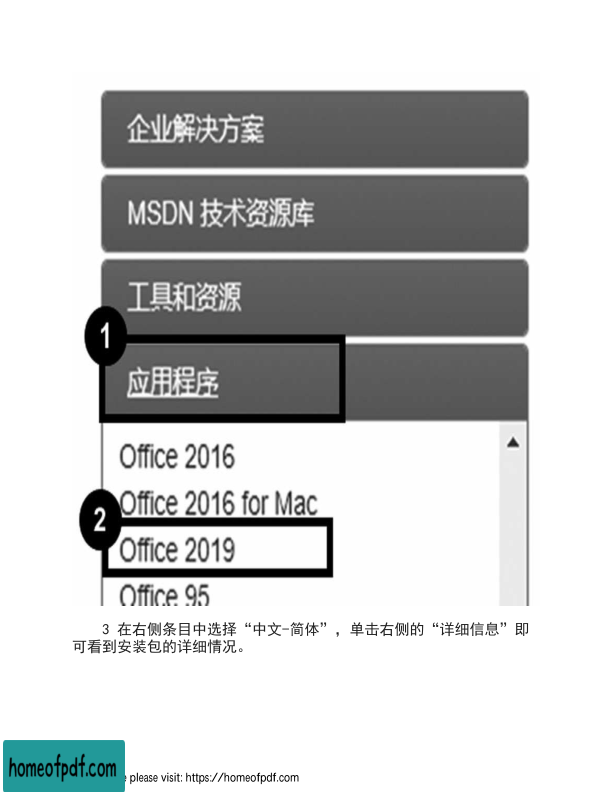 企业解决方案
MSDN 技术资源库
工具和资源
1
应用程序
Office 2016
Office 2016 for Mac
2
Office 2019
Office 95
3 在右侧条目中选择“中文-简体”，单击右侧的“详细信息”即
可看到安装包的详细情况。
homeofpdf.com
please visit: https://homeofpdf.com